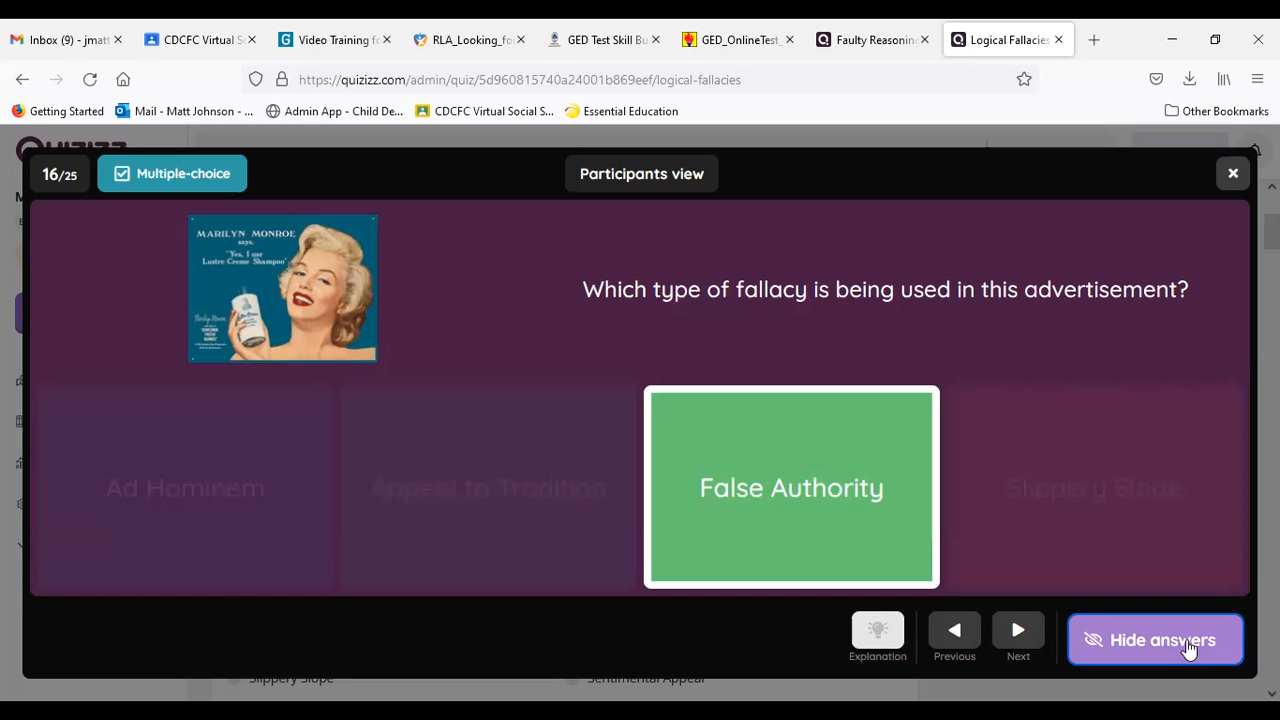 Inbox (9) - jmatt
CDCFC Virtual S
Video Training fo
RLA_Looking_fo
GED Test Skill Bu
GED_OnlineTest_
Faulty Reasoning
Logical Fallacies
https://quizizz.com/admin/quiz/5d960815740a24001b869eef/logical-fallacies
Getting Started
Mail - Matt Johnson - ...
Admin App - Child De...
CDCFC Virtual Social S...
Essential Education
Other Bookmarks
16/25
Multiple-choice
Participants view
MARILYN MONROE
says,
"Yes, I use
Lustre Creme Shampoo"
Which type of fallacy is being used in this advertisement?
Ad Hominem
Appeal to Tradition
False Authority
Slippery Slope
Explanation
Previous
Next
Hide answers
Slippery Slope
Sentimental Appeal